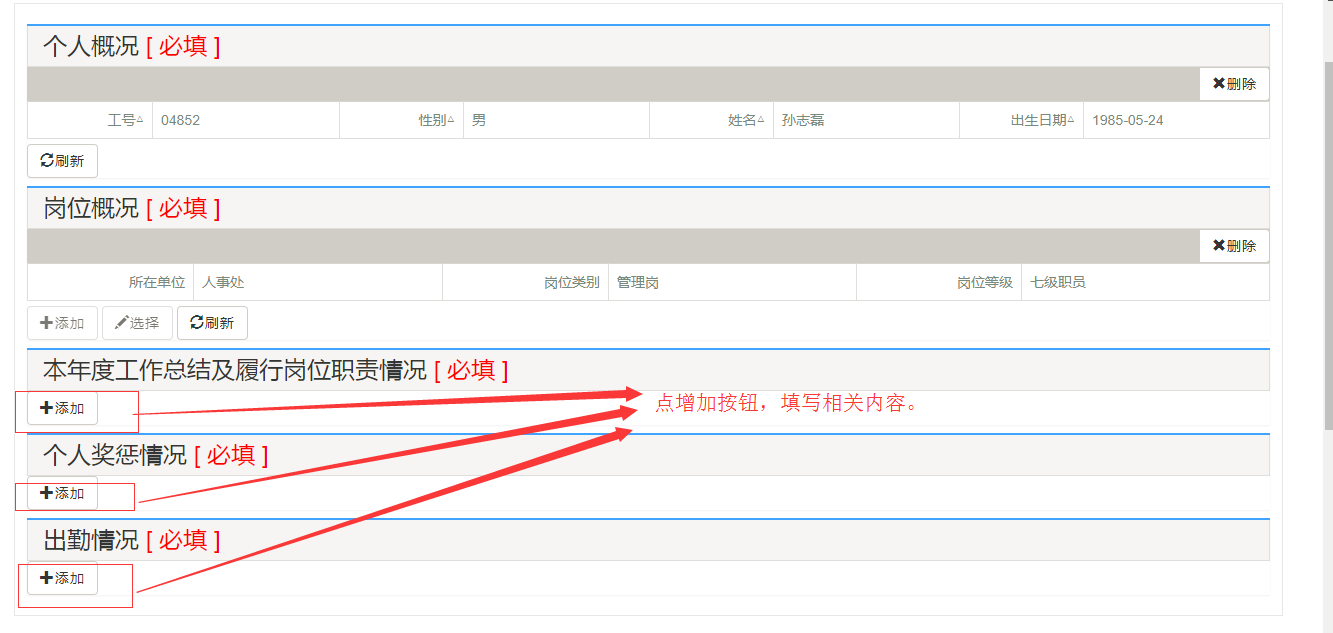 个人概况 [ 必填 ]
删除
工号 04852 性别 男 姓名 孙志磊 出生日期 1985-05-24
刷新
岗位概况 [ 必填 ]
删除
所在单位 人事处 岗位类别 管理岗 岗位等级 七级职员
添加 选择 刷新
本年度工作总结及履行岗位职责情况 [ 必填 ]
添加
点增加按钮，填写相关内容。
个人奖惩情况 [ 必填 ]
添加
出勤情况 [ 必填 ]
添加